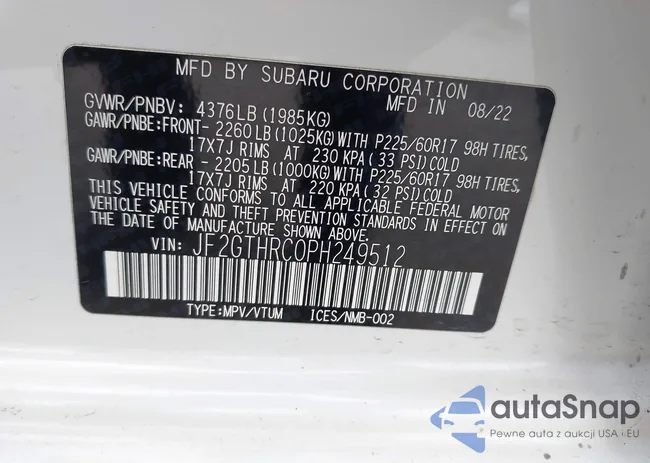 MFD BY SUBARU CORPORATION
GVWR/PNBV: 4376LB(1985KG) MFD IN 08/22
GAWR/PNBE:FRONT- 2260LB(1025KG)WITH P225/60R17 98H TIRES,
17X7J RIMS AT 230 KPA(33 PSI)COLD
GAWR/PNBE:REAR - 2205LB(1000KG)WITH P225/60R17 98H TIRES,
17X7J RIMS AT 220 KPA(32 PSI)COLD
THIS VEHICLE CONFORMS TO ALL APPLICABLE FEDERAL MOTOR
VEHICLE SAFETY AND THEFT PREVENTION STANDARDS IN EFFECT ON
THE DATE OF MANUFACTURE SHOWN ABOVE.
VIN: JF2GTHRC0PH249512
TYPE:MPV/VTUM ICES/NMB-002
autaSnap
Pewne auta z aukcji USA i EU